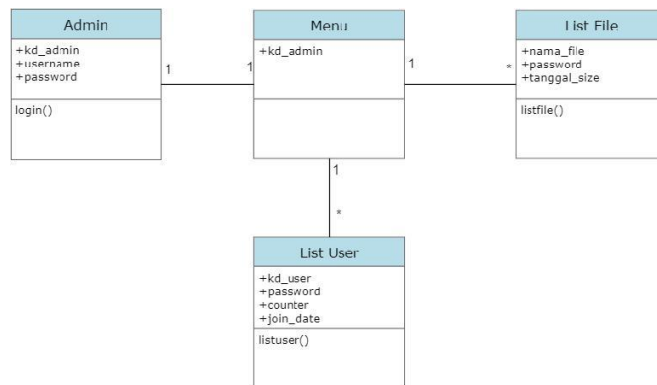 Admin
+kd_admin
+username
+password
login()
1
1
Menu
+kd_admin
1
*
List File
+nama_file
+password
+tanggal_size
listfile()
1
*
List User
+kd_user
+password
+counter
+join_date
listuser()